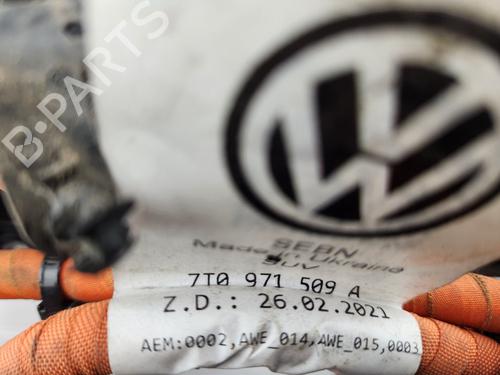 B-PARTS
SEBN
Made in Ukraine
SUV
7T0 971 509 A
Z.D.: 26.02.2021
AEM:0002,AWE_014,AWE_015,0003